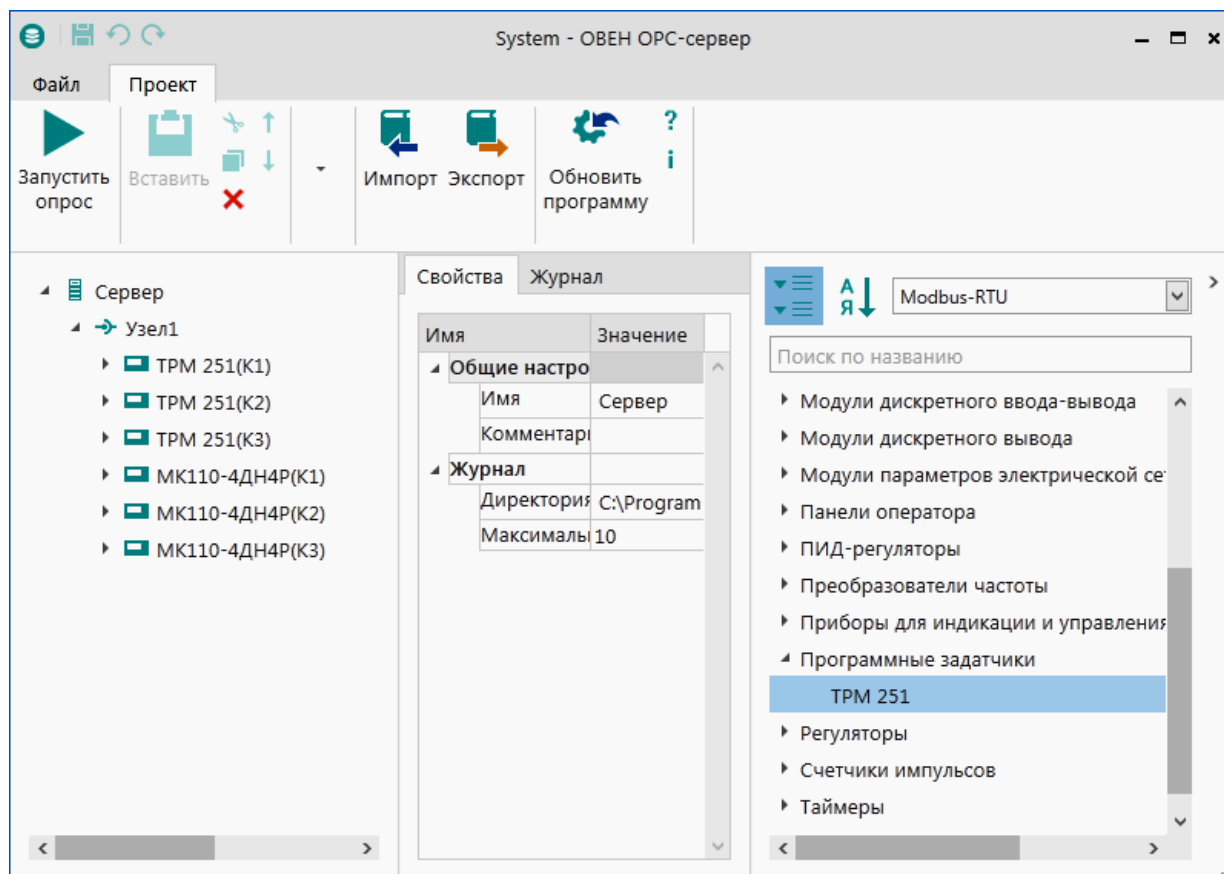 System - ОВЕН ОРС-сервер
Файл Проект
Запустить опрос
Вставить
Импорт Экспорт
Обновить программу
?
i
Сервер
Узел1
ТРМ 251(К1)
ТРМ 251(К2)
ТРМ 251(К3)
МК110-4ДН4Р(К1)
МК110-4ДН4Р(К2)
МК110-4ДН4Р(К3)
Свойства Журнал
Имя Значение
Общие настро
Имя Сервер
Комментари
Журнал
Директория C:\Program
Максималы 10
А
Я
Modbus-RTU
Поиск по названию
Модули дискретного ввода-вывода
Модули дискретного вывода
Модули параметров электрической се
Панели оператора
ПИД-регуляторы
Преобразователи частоты
Приборы для индикации и управления
Программные задатчики
ТРМ 251
Регуляторы
Счетчики импульсов
Таймеры